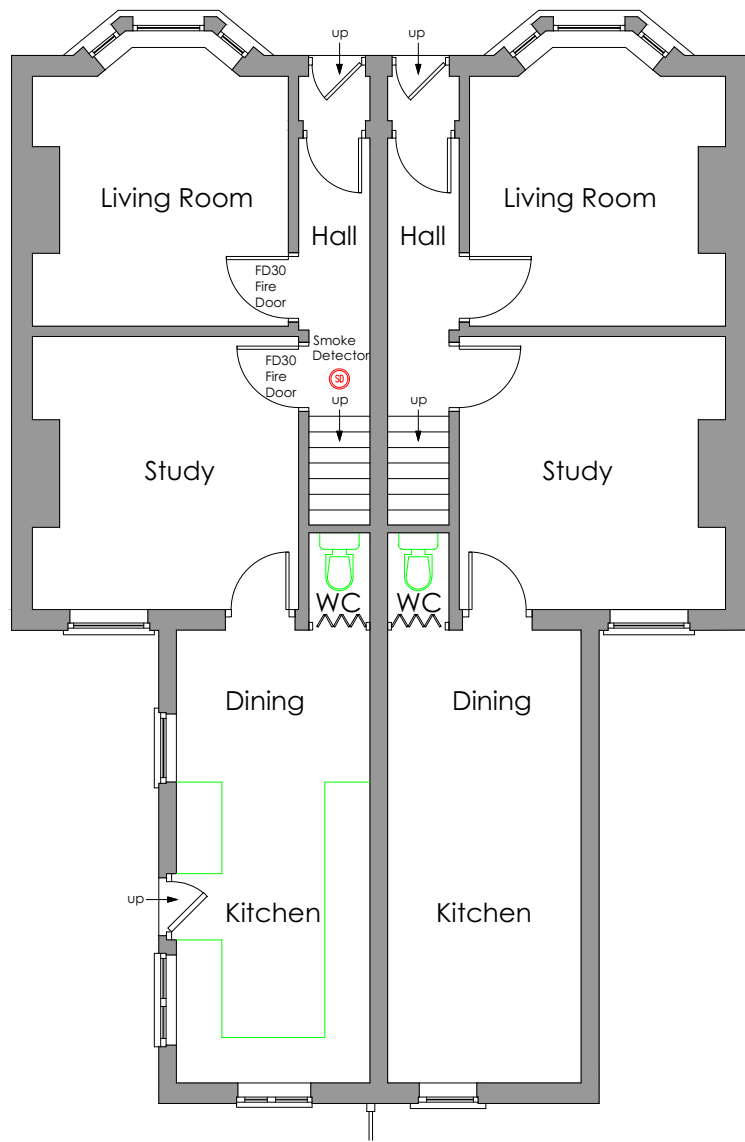 up
up
Living Room
Living Room
Hall
Hall
FD30
Fire
Door
Smoke
Detector
SD
FD30
Fire
Door
up
up
Study
Study
WC
WC
Dining
Dining
up
Kitchen
Kitchen